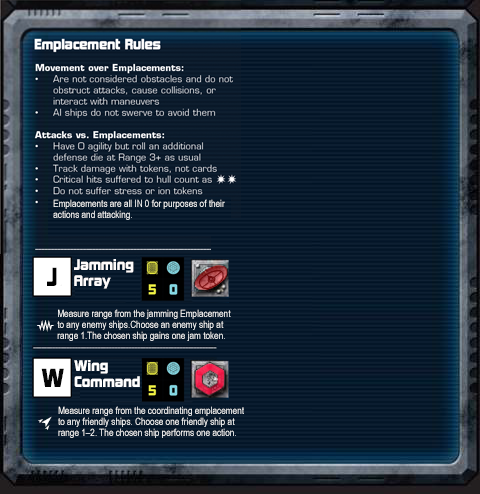 Emplacement Rules
Movement over Emplacements:
• Are not considered obstacles and do not
obstruct attacks, cause collisions, or
interact with maneuvers
• AI ships do not swerve to avoid them
Attacks vs. Emplacements:
• Have 0 agility but roll an additional
defense die at Range 3+ as usual
• Track damage with tokens, not cards
• Critical hits suffered to hull count as
• Do not suffer stress or ion tokens
• Emplacements are all IN 0 for purposes of their
actions and attacking.
J Jamming
Array
5 0
Measure range from the jamming Emplacement
to any enemy ships.Choose an enemy ship at
range 1.The chosen ship gains one jam token.
W Wing
Command
5 0
Measure range from the coordinating emplacement
to any friendly ships. Choose one friendly ship at
range 1–2. The chosen ship performs one action.